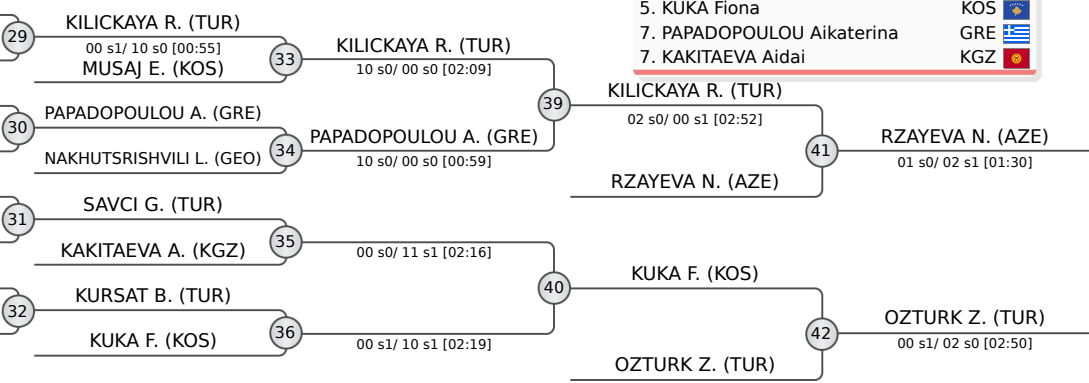 5. KUKA Fiona KOS
7. PAPADOPOULOU Aikaterina GRE
7. KAKITAEVA Aidai KGZ
29
KILICKAYA R. (TUR)
00 s1/ 10 s0 [00:55]
MUSAJ E. (KOS)
33
KILICKAYA R. (TUR)
10 s0/ 00 s0 [02:09]
30
PAPADOPOULOU A. (GRE)
NAKHUTSRISHVILI L. (GEO)
34
PAPADOPOULOU A. (GRE)
10 s0/ 00 s0 [00:59]
39
KILICKAYA R. (TUR)
02 s0/ 00 s1 [02:52]
RZAYEVA N. (AZE)
41
RZAYEVA N. (AZE)
01 s0/ 02 s1 [01:30]
31
SAVCI G. (TUR)
KAKITAEVA A. (KGZ)
35
00 s0/ 11 s1 [02:16]
32
KURSAT B. (TUR)
KUKA F. (KOS)
36
00 s1/ 10 s1 [02:19]
40
KUKA F. (KOS)
OZTURK Z. (TUR)
42
OZTURK Z. (TUR)
00 s1/ 02 s0 [02:50]